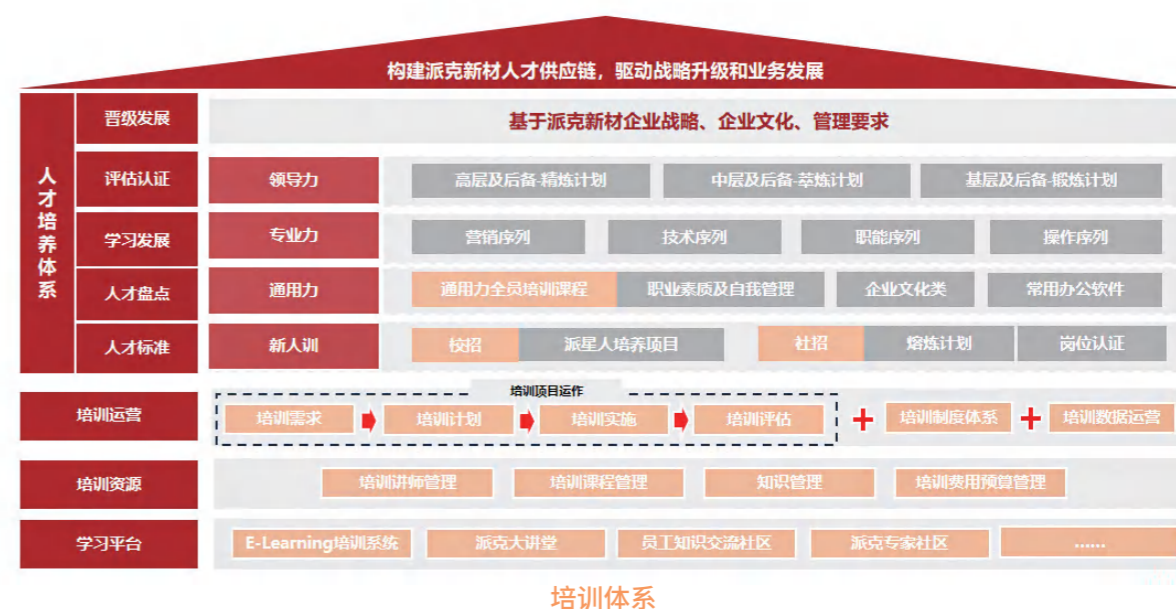 构建派克新材人才供应链，驱动战略升级和业务发展
人才培养体系
晋级发展
基于派克新材企业战略、企业文化、管理要求
评估认证
领导力
高层及后备-精炼计划
中层及后备-萃炼计划
基层及后备-锻炼计划
学习发展
专业力
营销序列
技术序列
职能序列
操作序列
人才盘点
通用力
通用力全员培训课程
职业素质及自我管理
企业文化类
常用办公软件
人才标准
新人训
校招
派星人培养项目
社招
熔炼计划
岗位认证
培训项目运作
培训运营
培训需求
培训计划
培训实施
培训评估
+
培训制度体系
+
培训数据运营
培训资源
培训讲师管理
培训课程管理
知识管理
培训费用预算管理
学习平台
E-Learning培训系统
派克大讲堂
员工知识交流社区
派克专家社区
……
培训体系